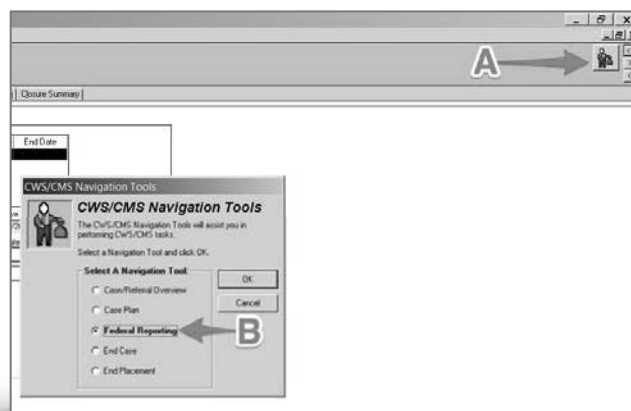 A
Closure Summary
End Date
CWS/CMS Navigation Tools
CWS/CMS Navigation Tools
The CWS/CMS Navigation Tools will assist you in
performing CWS/CMS tasks.
Select a Navigation Tool and click OK.
Select A Navigation Tool
Case/Referral Overview
Case Plan
Federal Reporting
End Case
End Placement
OK
Cancel
B